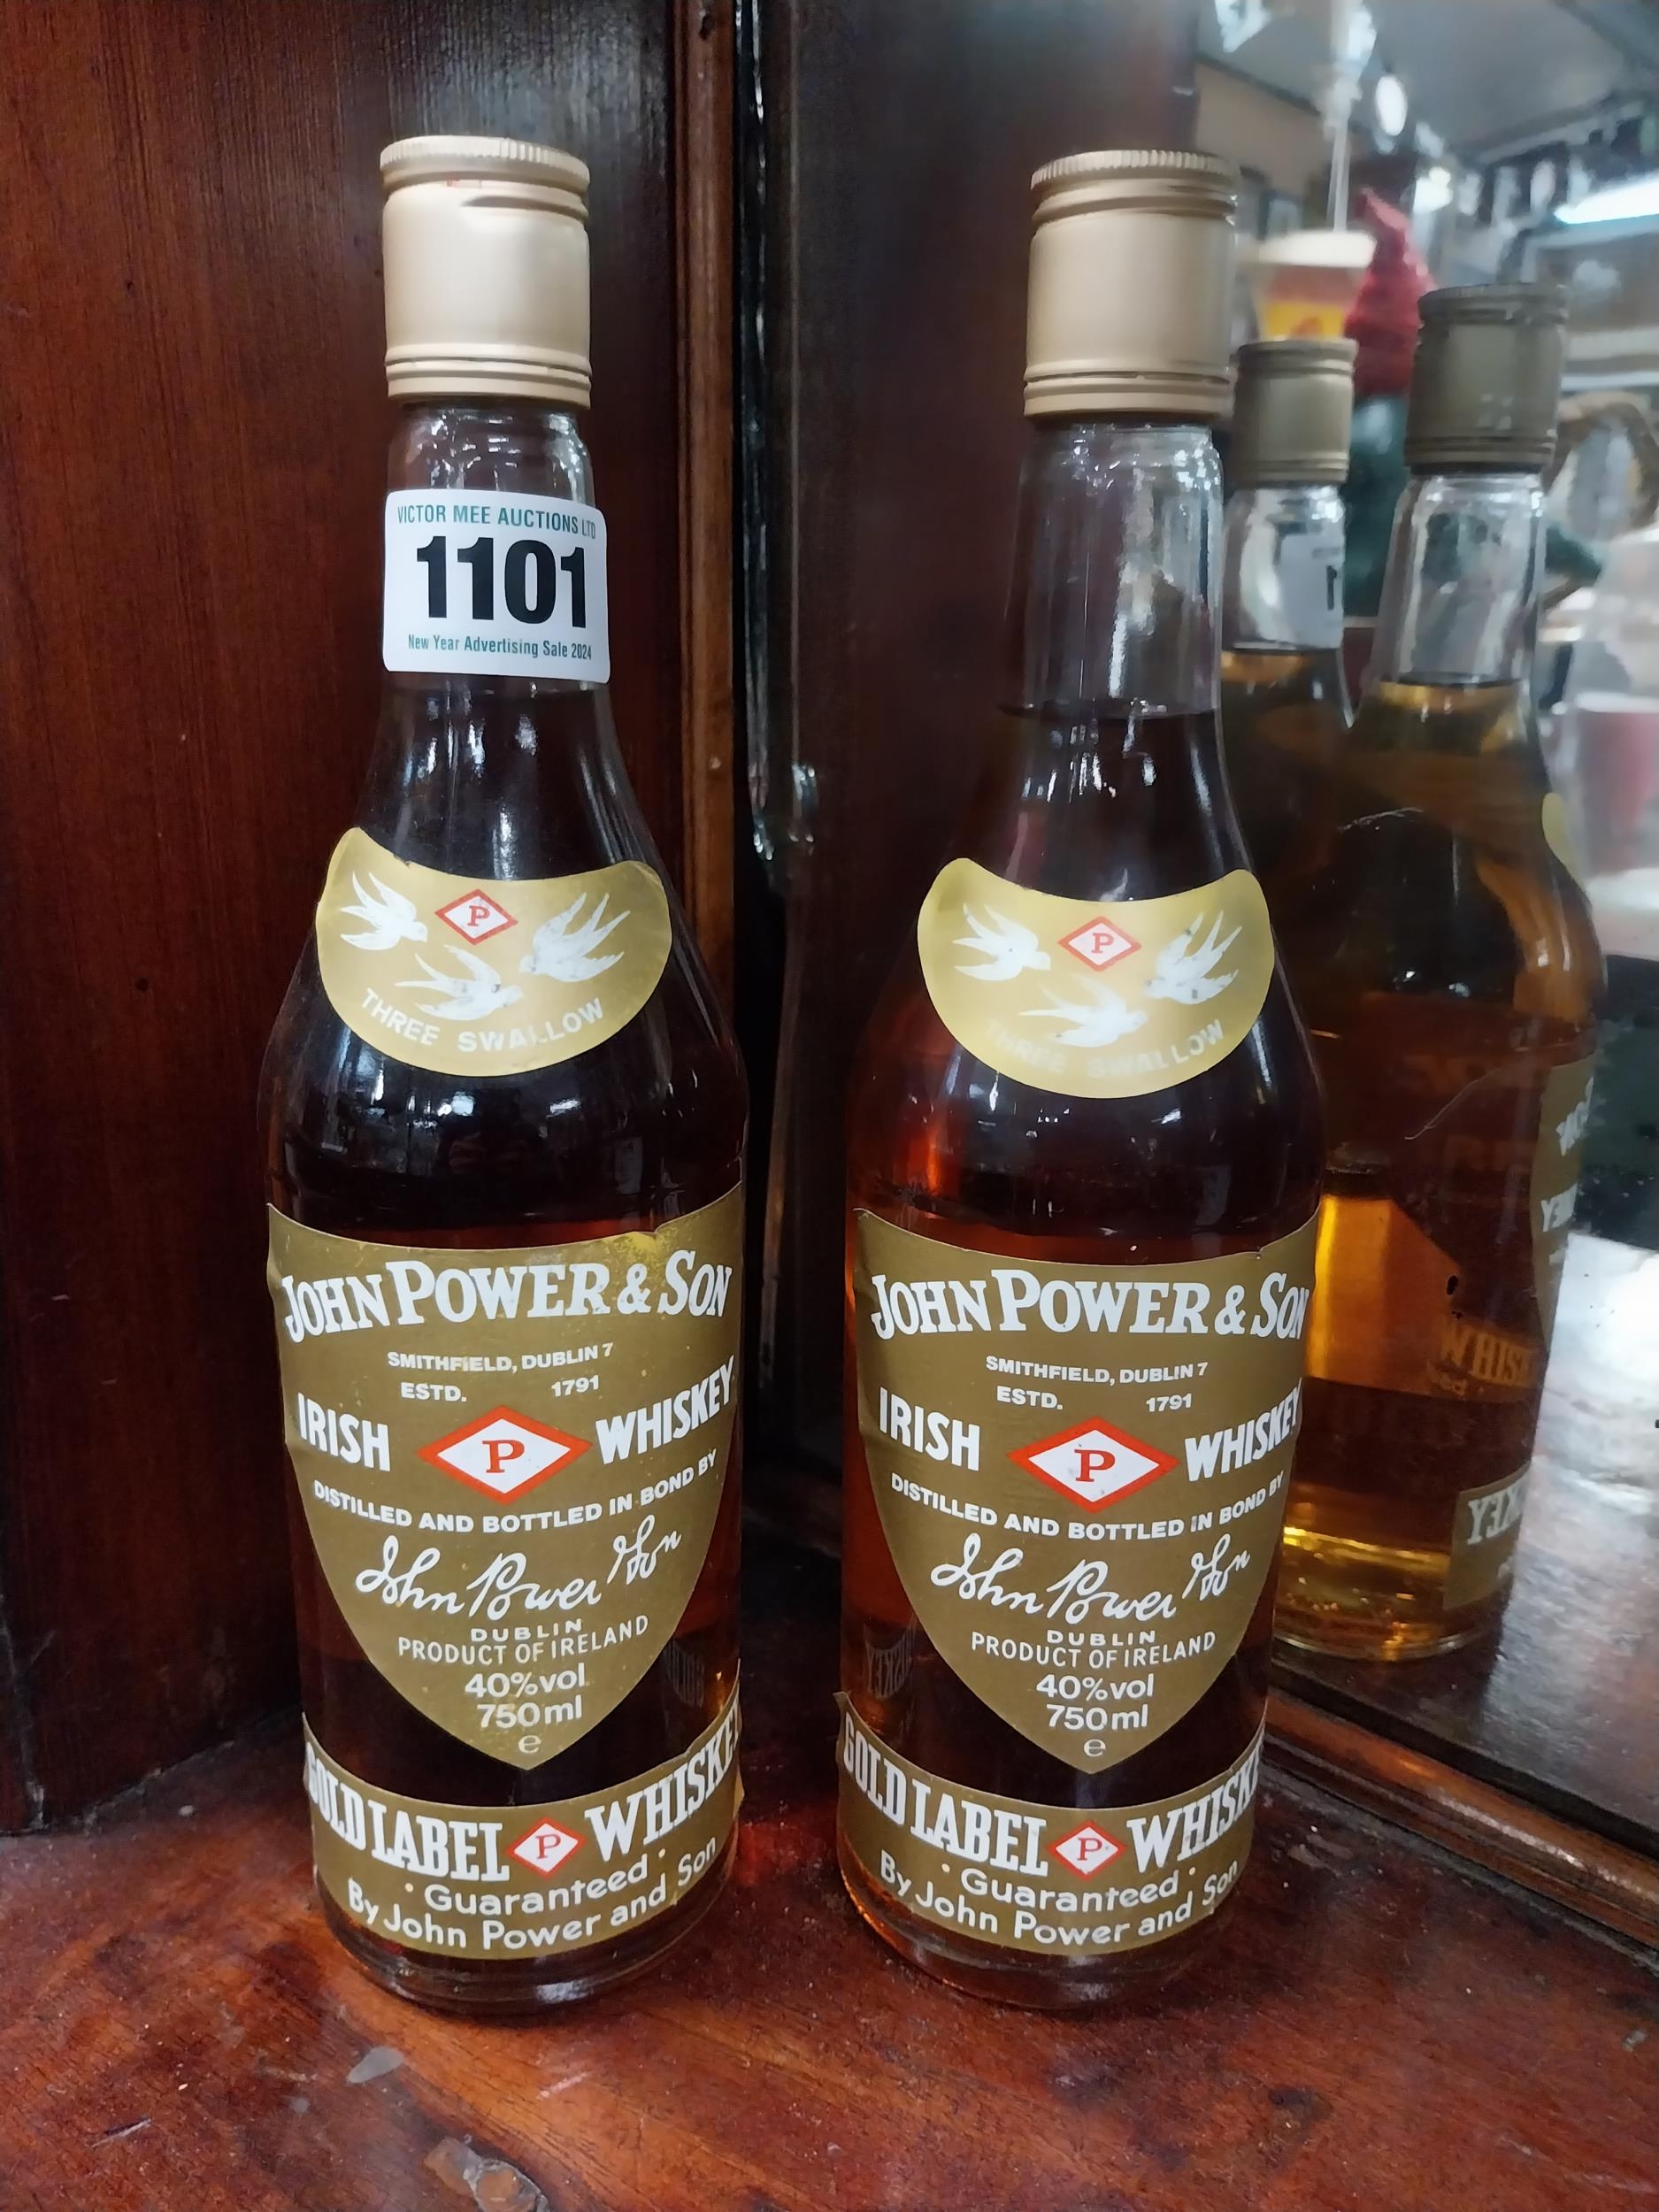 VICTOR MEE AUCTIONS LTD
1101
New Year Advertising Sale 2024
P
THREE SWALLOW
JOHN POWER & SON
SMITHFIELD, DUBLIN 7
ESTD. 1791
IRISH P WHISKEY
DISTILLED AND BOTTLED IN BOND BY
John Power & Son
DUBLIN
PRODUCT OF IRELAND
40%vol
750ml
e
GOLD LABEL P WHISKEY
· Guaranteed ·
By John Power and Son
P
THREE SWALLOW
JOHN POWER & SON
SMITHFIELD, DUBLIN 7
ESTD. 1791
IRISH P WHISKEY
DISTILLED AND BOTTLED IN BOND BY
John Power & Son
DUBLIN
PRODUCT OF IRELAND
40%vol
750ml
e
GOLD LABEL P WHISKE
· Guaranteed ·
By John Power and Son